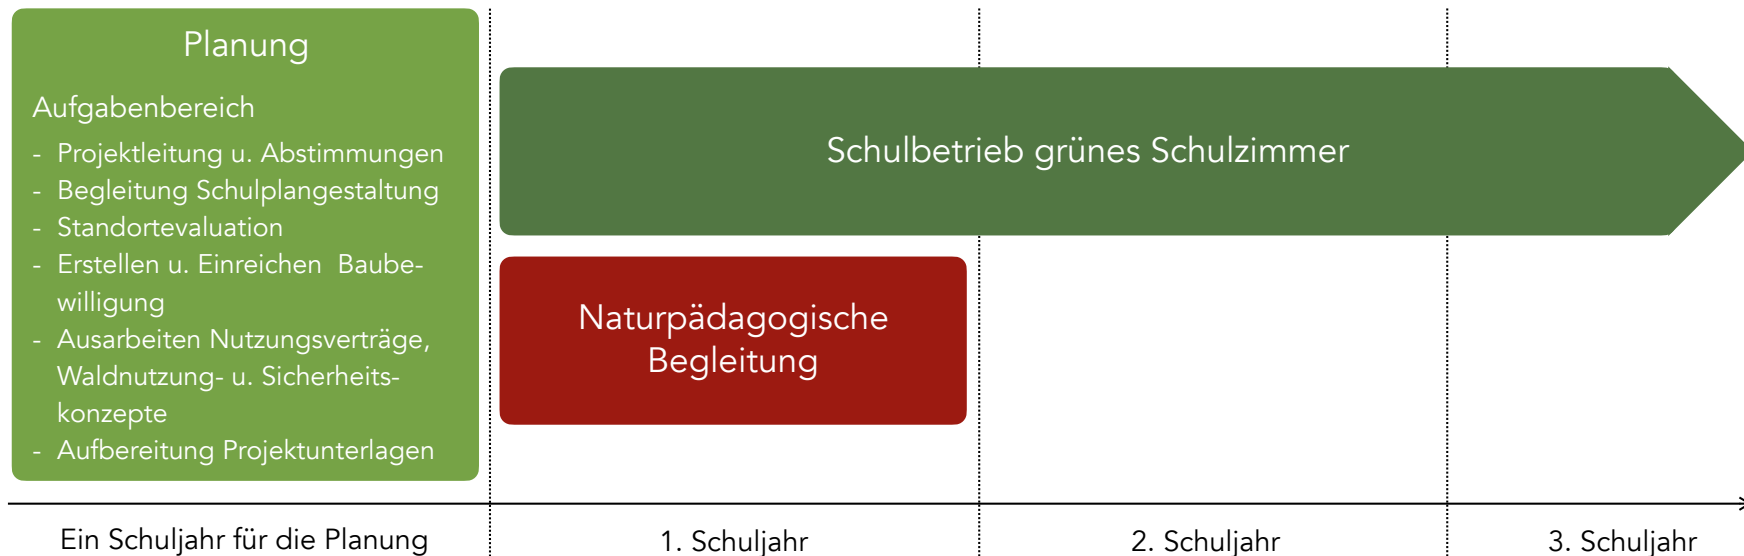 Planung
Aufgabenbereich
- Projektleitung u. Abstimmungen
- Begleitung Schulplangestaltung
- Standortevaluation
- Erstellen u. Einreichen  Baube-
willigung
- Ausarbeiten Nutzungsverträge,
Waldnutzung- u. Sicherheits-
konzepte
- Aufbereitung Projektunterlagen
Schulbetrieb grünes Schulzimmer
Naturpädagogische
Begleitung
Ein Schuljahr für die Planung
1. Schuljahr
2. Schuljahr
3. Schuljahr